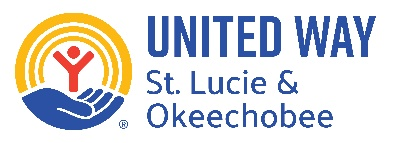 UNITED WAY
St. Lucie &
Okeechobee
®